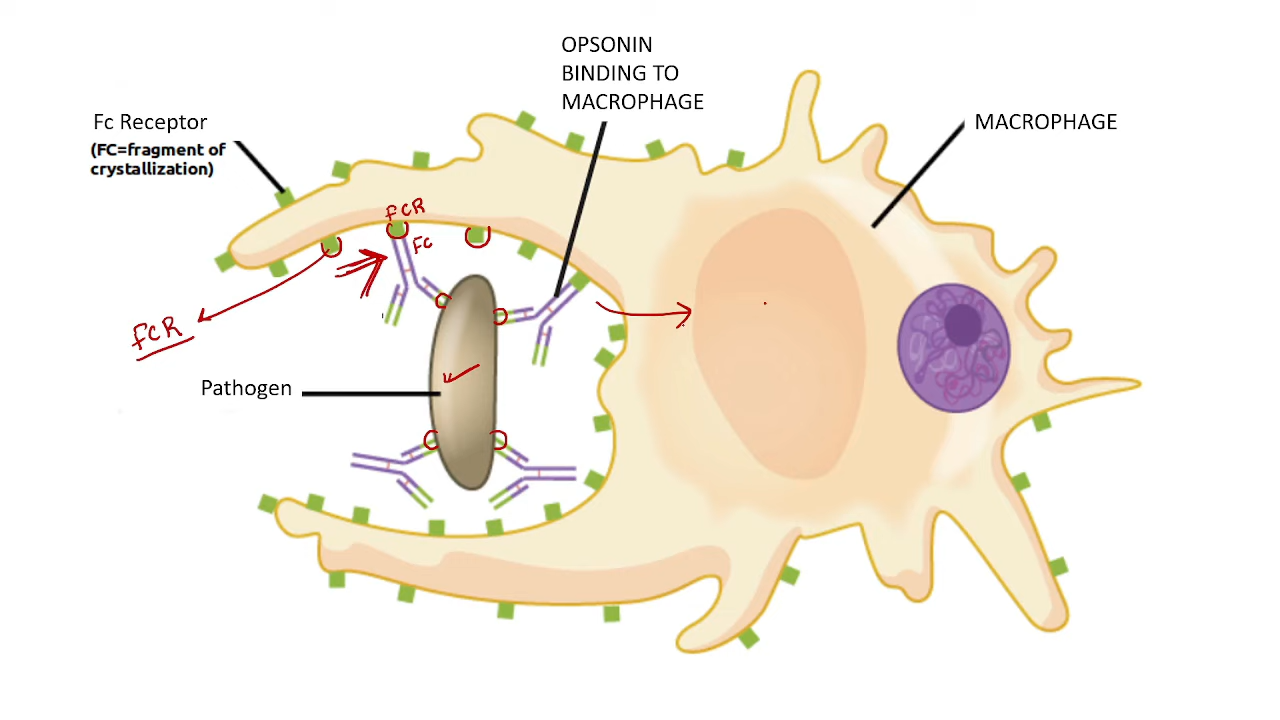 OPSONIN
BINDING TO
MACROPHAGE
Fc Receptor
(FC=fragment of
crystallization)
MACROPHAGE
FCR
FC
FCR
Pathogen